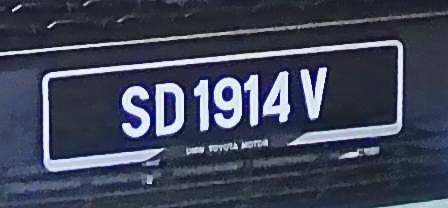 SD 1914 V
UMW TOYOTA MOTOR